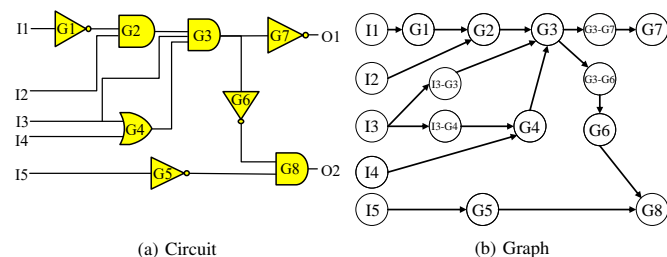 I1 G1 G2 G3 G7 O1
I2
G6
I3
G4
I4
I5 G5 G8 O2
(a) Circuit
I1 G1 G2 G3 G3-G7 G7
I2 I3-G3 G3-G6
I3 I3-G4 G4 G6
I4
I5 G5 G8
(b) Graph